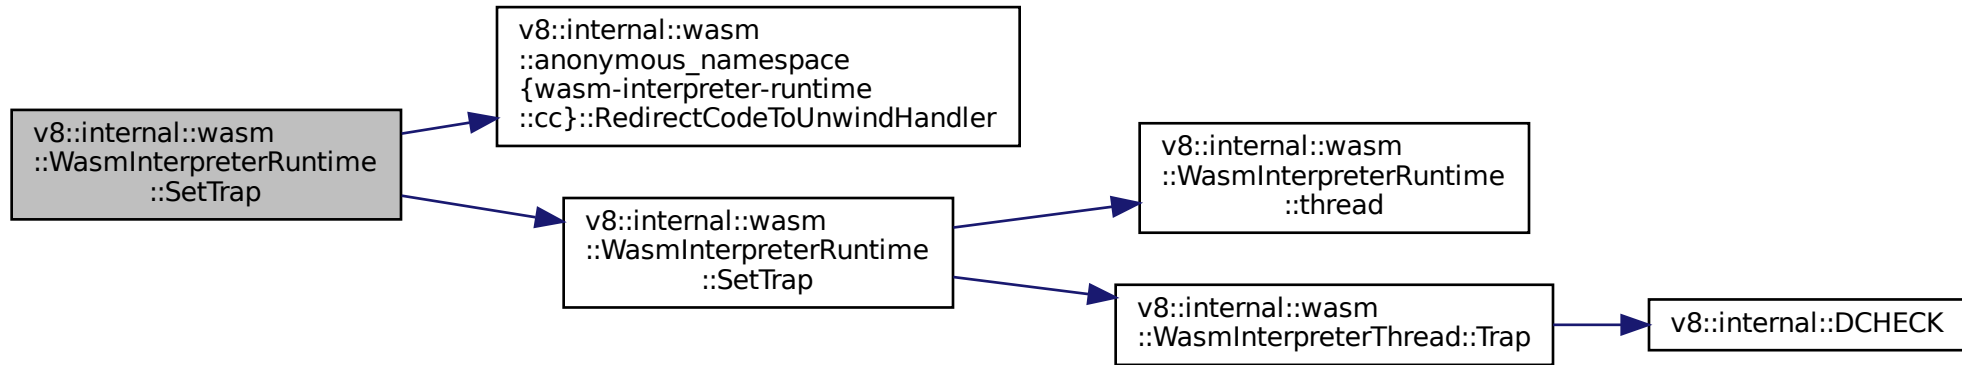 v8::internal::wasm
::WasmInterpreterRuntime
::SetTrap
v8::internal::wasm
::anonymous_namespace
{wasm-interpreter-runtime
::cc}::RedirectCodeToUnwindHandler
v8::internal::wasm
::WasmInterpreterRuntime
::SetTrap
v8::internal::wasm
::WasmInterpreterRuntime
::thread
v8::internal::wasm
::WasmInterpreterThread::Trap
v8::internal::DCHECK